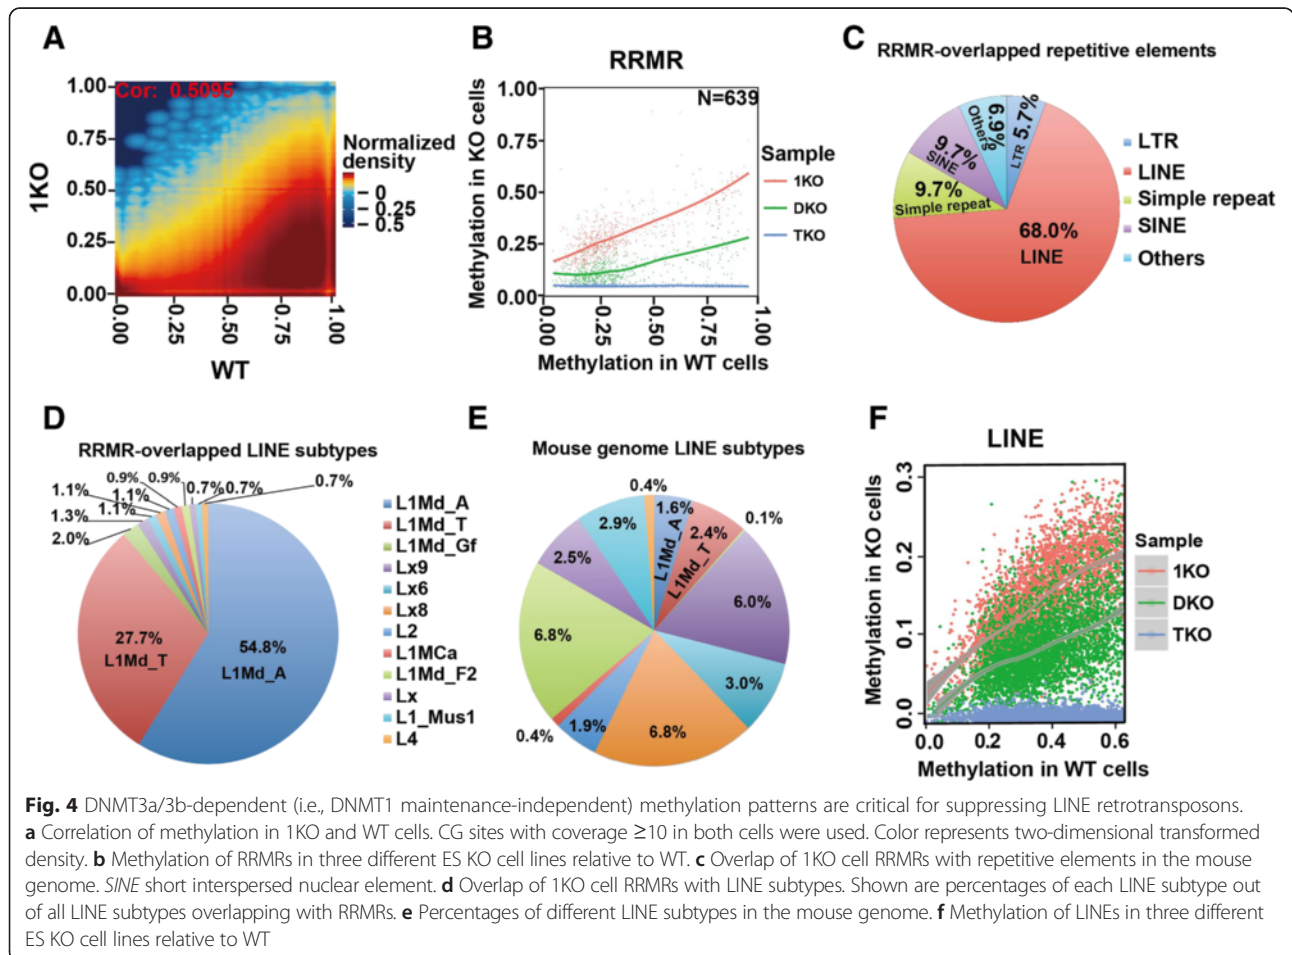 A
1KO
1.00
0.75
0.50
0.25
0.00
Cor: 0.5095
0.00
0.25
0.50
0.75
1.00
WT
Normalized
density
0
0.25
0.5
B
RRMR
Methylation in KO cells
1.00
0.75
0.50
0.25
0.00
N=639
0.00
0.25
0.50
0.75
1.00
Methylation in WT cells
Sample
1KO
DKO
TKO
C
RRMR-overlapped repetitive elements
LTR 5.7%
Others
6.9%
9.7%
SINE
9.7%
Simple repeat
68.0%
LINE
LTR
LINE
Simple repeat
SINE
Others
D
RRMR-overlapped LINE subtypes
0.9%
0.9%
0.7%
0.7%
0.7%
1.1%
1.1%
1.1%
1.3%
2.0%
27.7%
L1Md_T
54.8%
L1Md_A
L1Md_A
L1Md_T
L1Md_Gf
Lx9
Lx6
Lx8
L2
L1MCa
L1Md_F2
Lx
L1_Mus1
L4
E
Mouse genome LINE subtypes
0.4%
1.6%
L1Md_A
2.4%
L1Md_T
0.1%
6.0%
3.0%
6.8%
1.9%
0.4%
6.8%
2.5%
2.9%
F
LINE
Methylation in KO cells
0.3
0.2
0.1
0.0
0.0
0.2
0.4
0.6
Methylation in WT cells
Sample
1KO
DKO
TKO
Fig. 4 DNMT3a/3b-dependent (i.e., DNMT1 maintenance-independent) methylation patterns are critical for suppressing LINE retrotransposons.
a Correlation of methylation in 1KO and WT cells. CG sites with coverage ≥10 in both cells were used. Color represents two-dimensional transformed
density. b Methylation of RRMRs in three different ES KO cell lines relative to WT. c Overlap of 1KO cell RRMRs with repetitive elements in the mouse
genome. SINE short interspersed nuclear element. d Overlap of 1KO cell RRMRs with LINE subtypes. Shown are percentages of each LINE subtype out
of all LINE subtypes overlapping with RRMRs. e Percentages of different LINE subtypes in the mouse genome. f Methylation of LINEs in three different
ES KO cell lines relative to WT